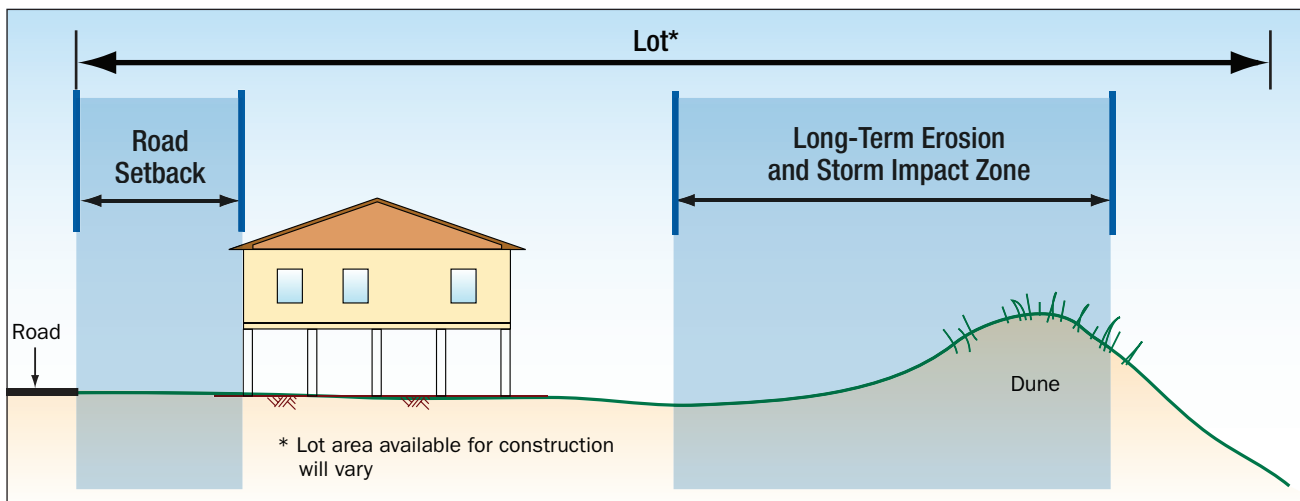 Lot*
Road
Setback
Long-Term Erosion
and Storm Impact Zone
Road
Dune
* Lot area available for construction
will vary